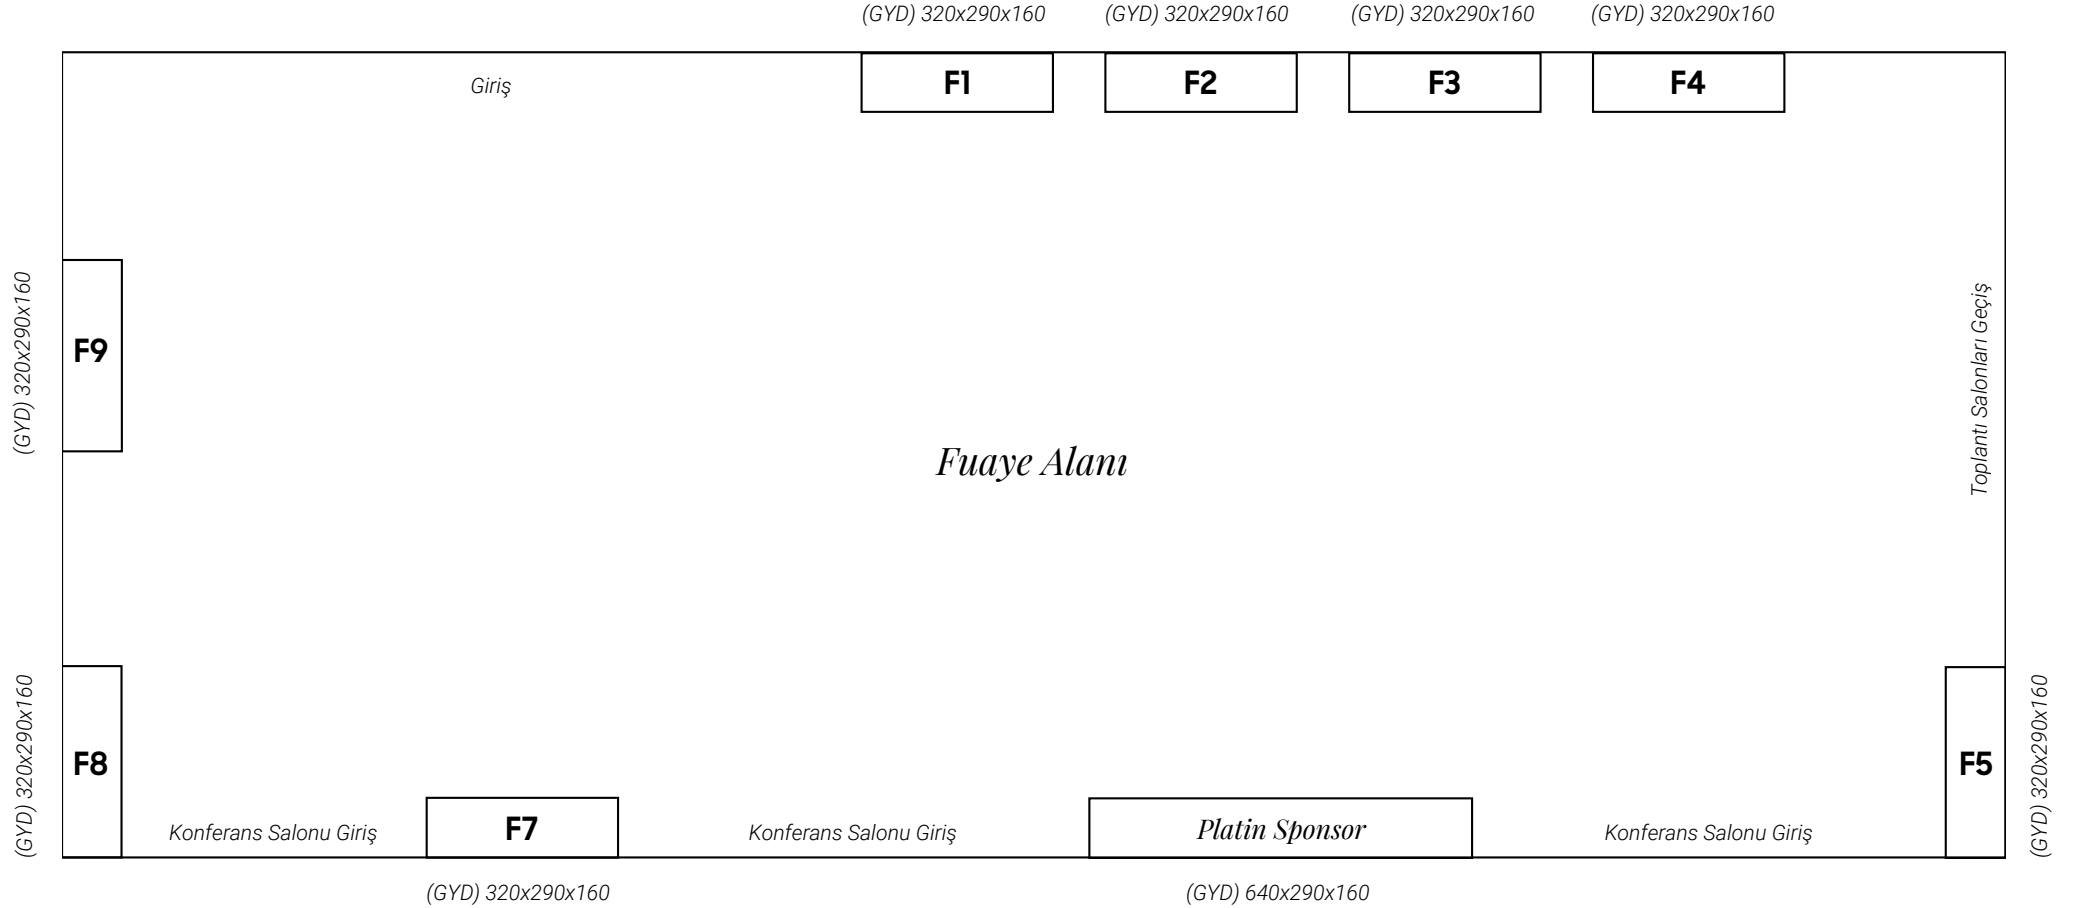 (GYD) 320x290x160
(GYD) 320x290x160
(GYD) 320x290x160
(GYD) 320x290x160
Giriş
F1
F2
F3
F4
(GYD) 320x290x160
F9
Toplantı Salonları Geçiş
Fuaye Alanı
(GYD) 320x290x160
F8
F5
(GYD) 320x290x160
Konferans Salonu Giriş
F7
Konferans Salonu Giriş
Platin Sponsor
Konferans Salonu Giriş
(GYD) 320x290x160
(GYD) 640x290x160